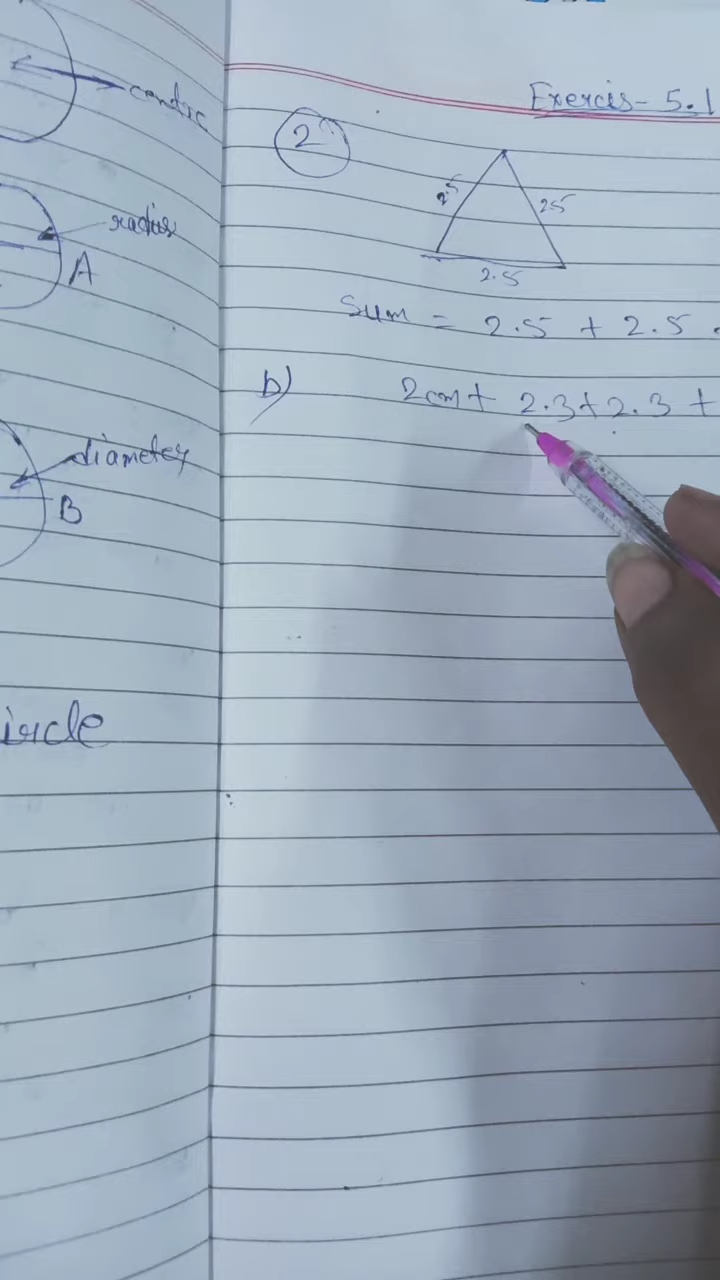 centre
radius
A
diameter
B
ircle
Exercis- 5.1
2
2.5
2.5
2.5
Sum = 2.5 + 2.5
b) 2cm + 2.3 + 2.3 +